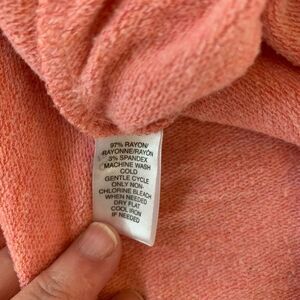 97% RAYON/
RAYONNE/RAYÓN
3% SPANDEX
MACHINE WASH
COLD
GENTLE CYCLE
ONLY NON-
CHLORINE BLEACH
WHEN NEEDED
DRY FLAT
COOL IRON
IF NEEDED